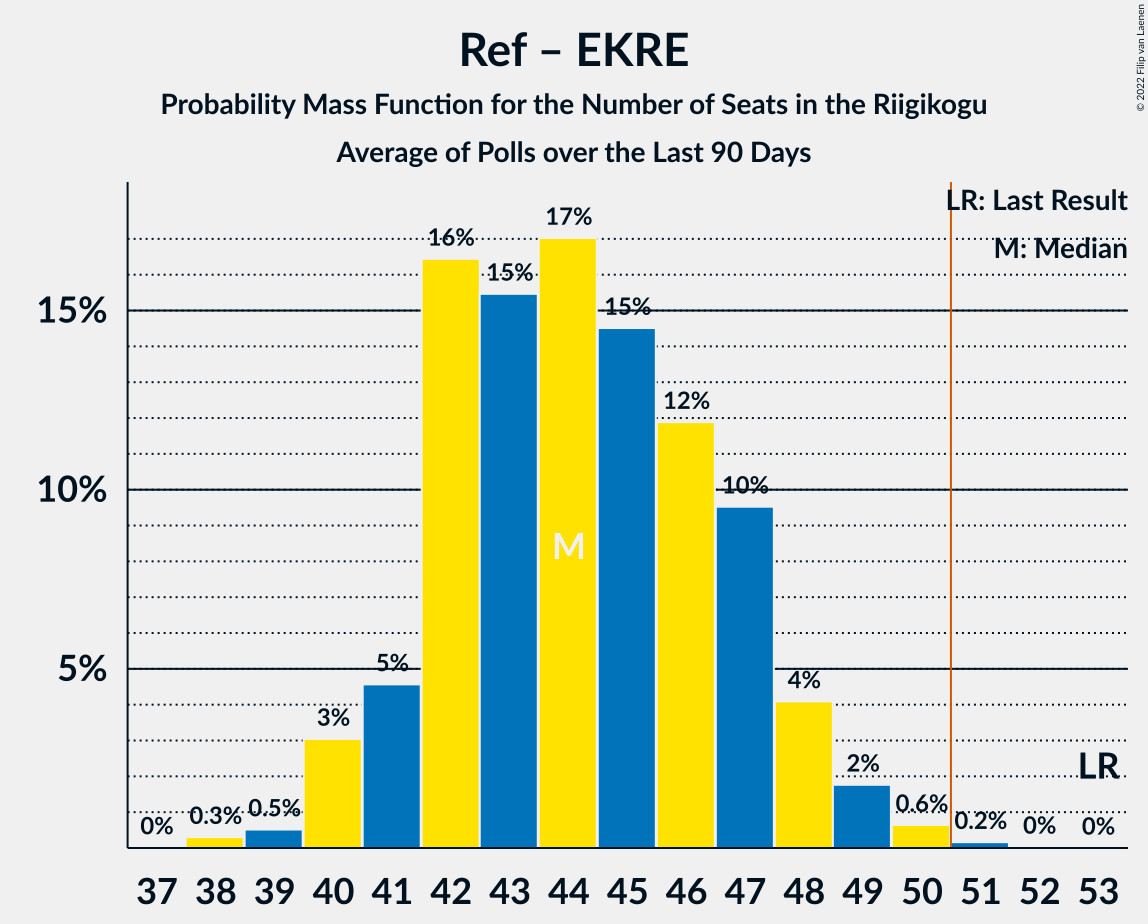 Ref – EKRE
Probability Mass Function for the Number of Seats in the Riigikogu
Average of Polls over the Last 90 Days
© 2022 Filip van Laenen
LR: Last Result
M: Median
15%
10%
5%
0%
0.3%
0.5%
3%
5%
16%
15%
17%
15%
12%
10%
4%
2%
0.6%
0.2%
0%
0%
M
LR
37 38 39 40 41 42 43 44 45 46 47 48 49 50 51 52 53